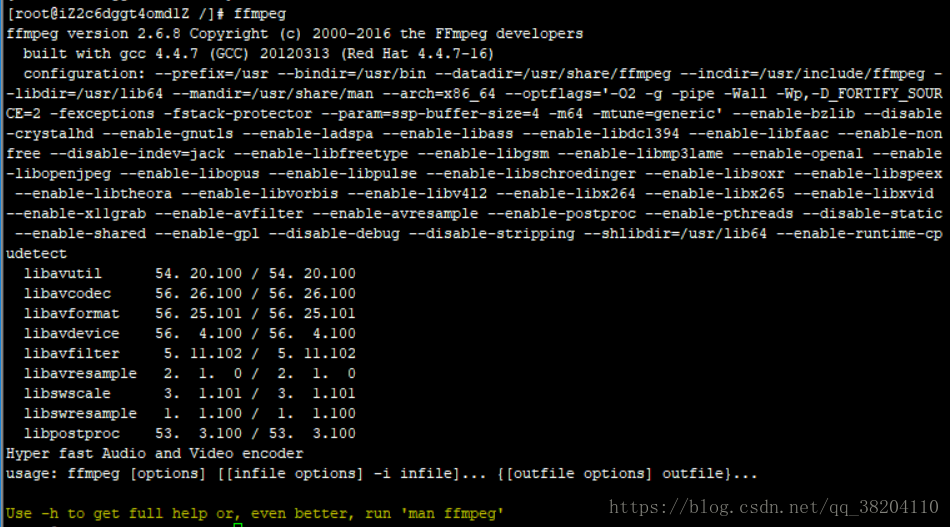 [root@iZ2c6dggt4omd1Z /]# ffmpeg
ffmpeg version 2.6.8 Copyright (c) 2000-2016 the FFmpeg developers
  built with gcc 4.4.7 (GCC) 20120313 (Red Hat 4.4.7-16)
  configuration: --prefix=/usr --bindir=/usr/bin --datadir=/usr/share/ffmpeg --incdir=/usr/include/ffmpeg -
-libdir=/usr/lib64 --mandir=/usr/share/man --arch=x86_64 --optflags='-O2 -g -pipe -Wall -Wp,-D_FORTIFY_SOUR
CE=2 -fexceptions -fstack-protector --param=ssp-buffer-size=4 -m64 -mtune=generic' --enable-bzlib --disable
-crystalhd --enable-gnutls --enable-ladspa --enable-libass --enable-libdc1394 --enable-libfaac --enable-non
free --disable-indev=jack --enable-libfreetype --enable-libgsm --enable-libmp3lame --enable-openal --enable
-libopenjpeg --enable-libopus --enable-libpulse --enable-libschroedinger --enable-libsoxr --enable-libspeex
 --enable-libtheora --enable-libvorbis --enable-libv4l2 --enable-libx264 --enable-libx265 --enable-libxvid
--enable-x11grab --enable-avfilter --enable-avresample --enable-postproc --enable-pthreads --disable-static
 --enable-shared --enable-gpl --disable-debug --disable-stripping --shlibdir=/usr/lib64 --enable-runtime-cp
udetect
  libavutil      54. 20.100 / 54. 20.100
  libavcodec     56. 26.100 / 56. 26.100
  libavformat    56. 25.101 / 56. 25.101
  libavdevice    56.  4.100 / 56.  4.100
  libavfilter     5. 11.102 /  5. 11.102
  libavresample   2.  1.  0 /  2.  1.  0
  libswscale      3.  1.101 /  3.  1.101
  libswresample   1.  1.100 /  1.  1.100
  libpostproc    53.  3.100 / 53.  3.100
Hyper fast Audio and Video encoder
usage: ffmpeg [options] [[infile options] -i infile]... {[outfile options] outfile}...
Use -h to get full help or, even better, run 'man ffmpeg'
https://blog.csdn.net/qq_38204110